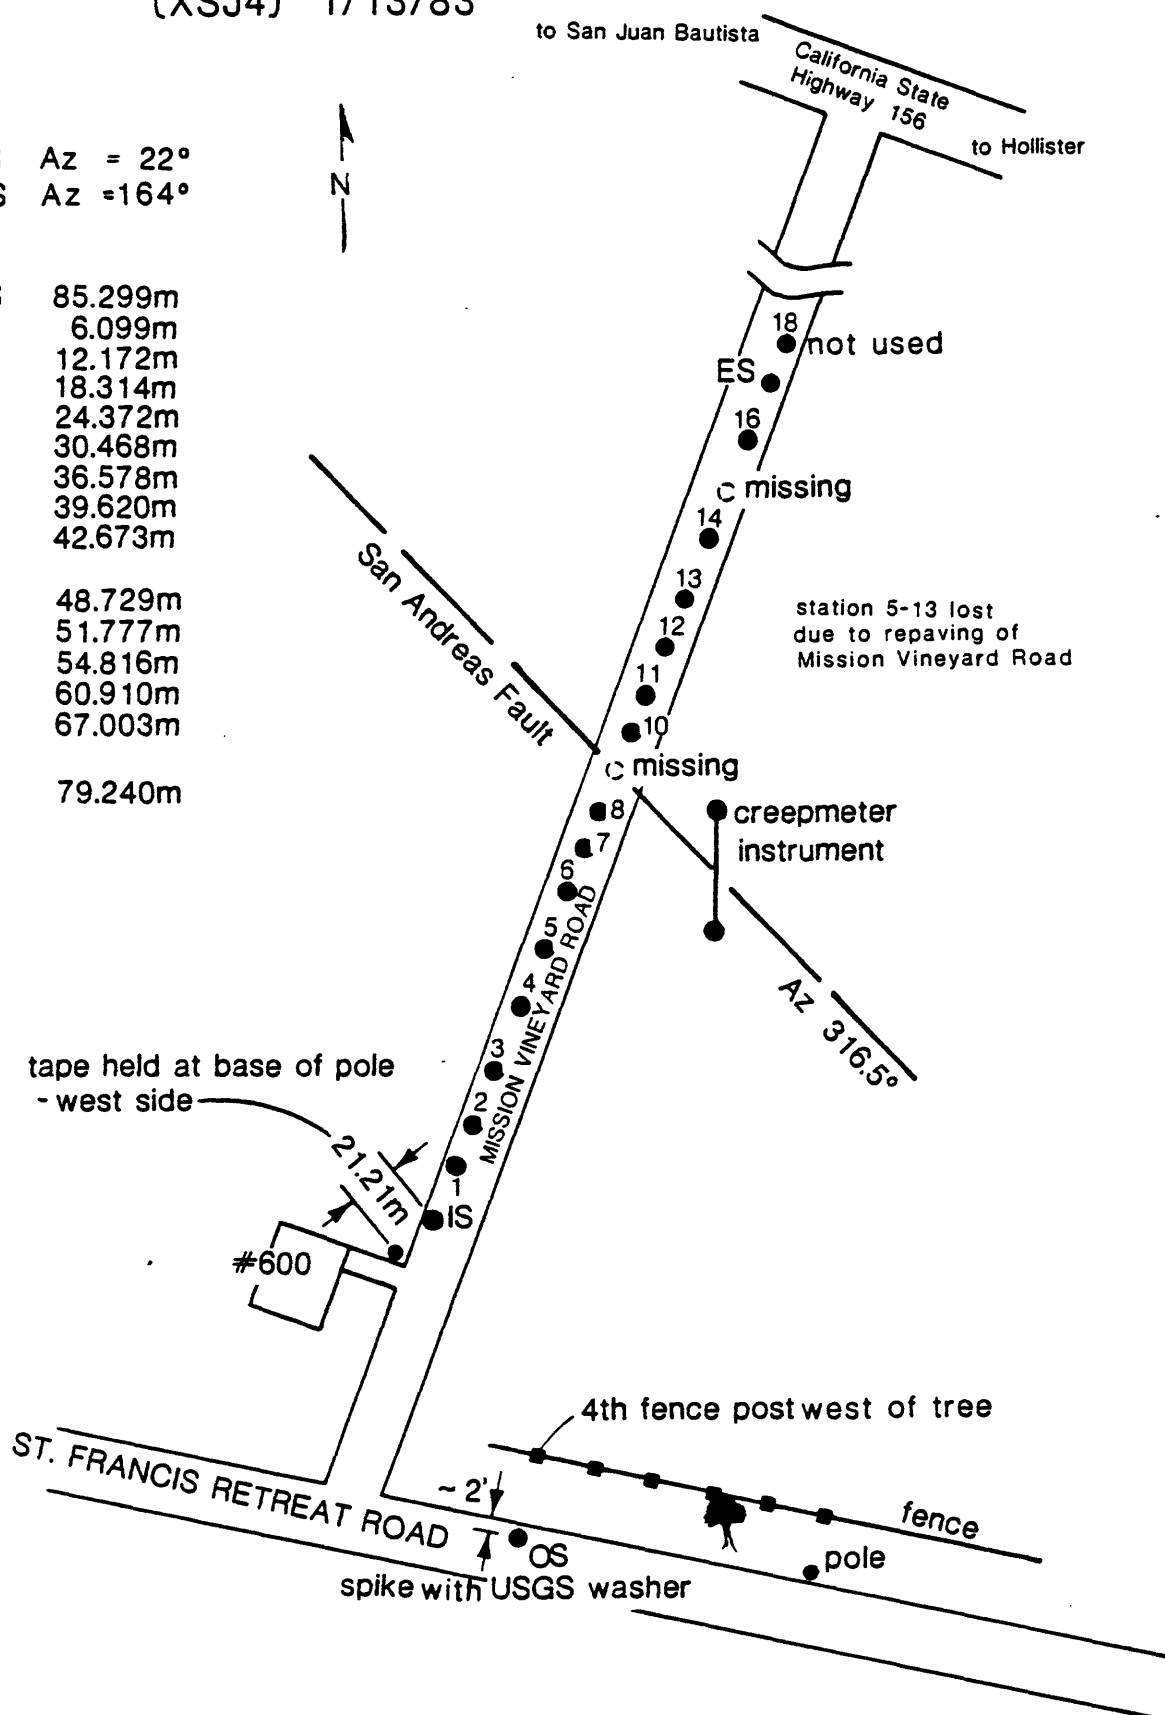 (XSJ4) 1/13/83
to San Juan Bautista
California State
Highway 156
to Hollister
Az = 22°
S Az =164°
N
85.299m
6.099m
12.172m
18.314m
24.372m
30.468m
36.578m
39.620m
42.673m
48.729m
51.777m
54.816m
60.910m
67.003m
79.240m
18
not used
ES
16
missing
14
13
12
11
10
missing
San Andreas Fault
station 5-13 lost
due to repaving of
Mission Vineyard Road
8
7
6
5
4
3
2
1
IS
creepmeter
instrument
MISSION VINEYARD ROAD
Az 316.5°
tape held at base of pole
- west side
21.21m
#600
4th fence post west of tree
ST. FRANCIS RETREAT ROAD
~ 2'
fence
OS
pole
spike with USGS washer